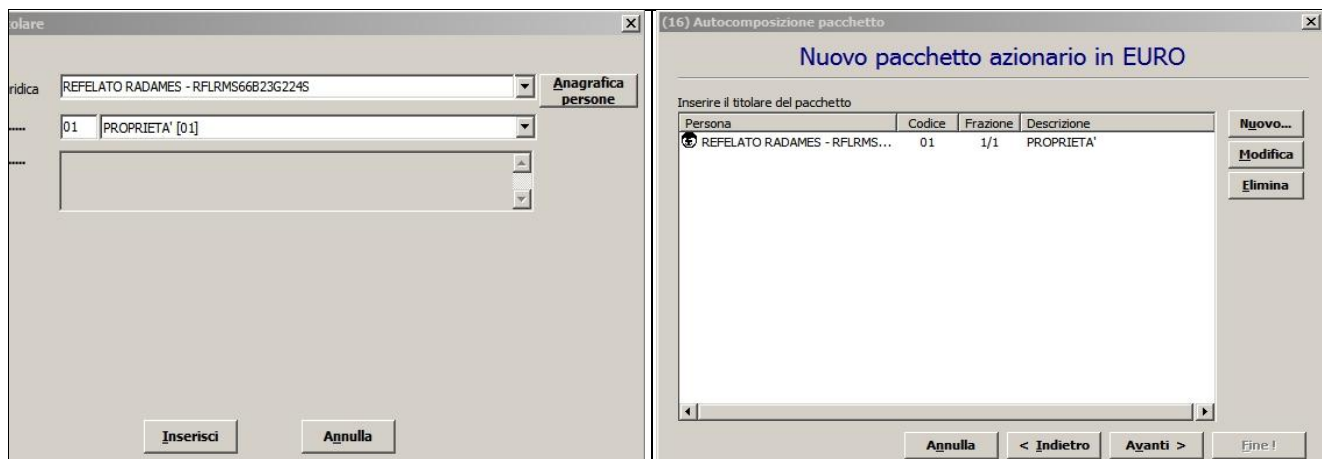 tolare
ridica
REFELATO RADAMES - RFLRMS66B23G224S
Anagrafica
persone
.....
01
PROPRIETA' [01]
.....
Inserisci
Annulla
(16) Autocomposizione pacchetto
Nuovo pacchetto azionario in EURO
Inserire il titolare del pacchetto
Persona Codice Frazione Descrizione
REFELATO RADAMES - RFLRMS... 01 1/1 PROPRIETA'
Nuovo...
Modifica
Elimina
Annulla
< Indietro
Avanti >
Fine !